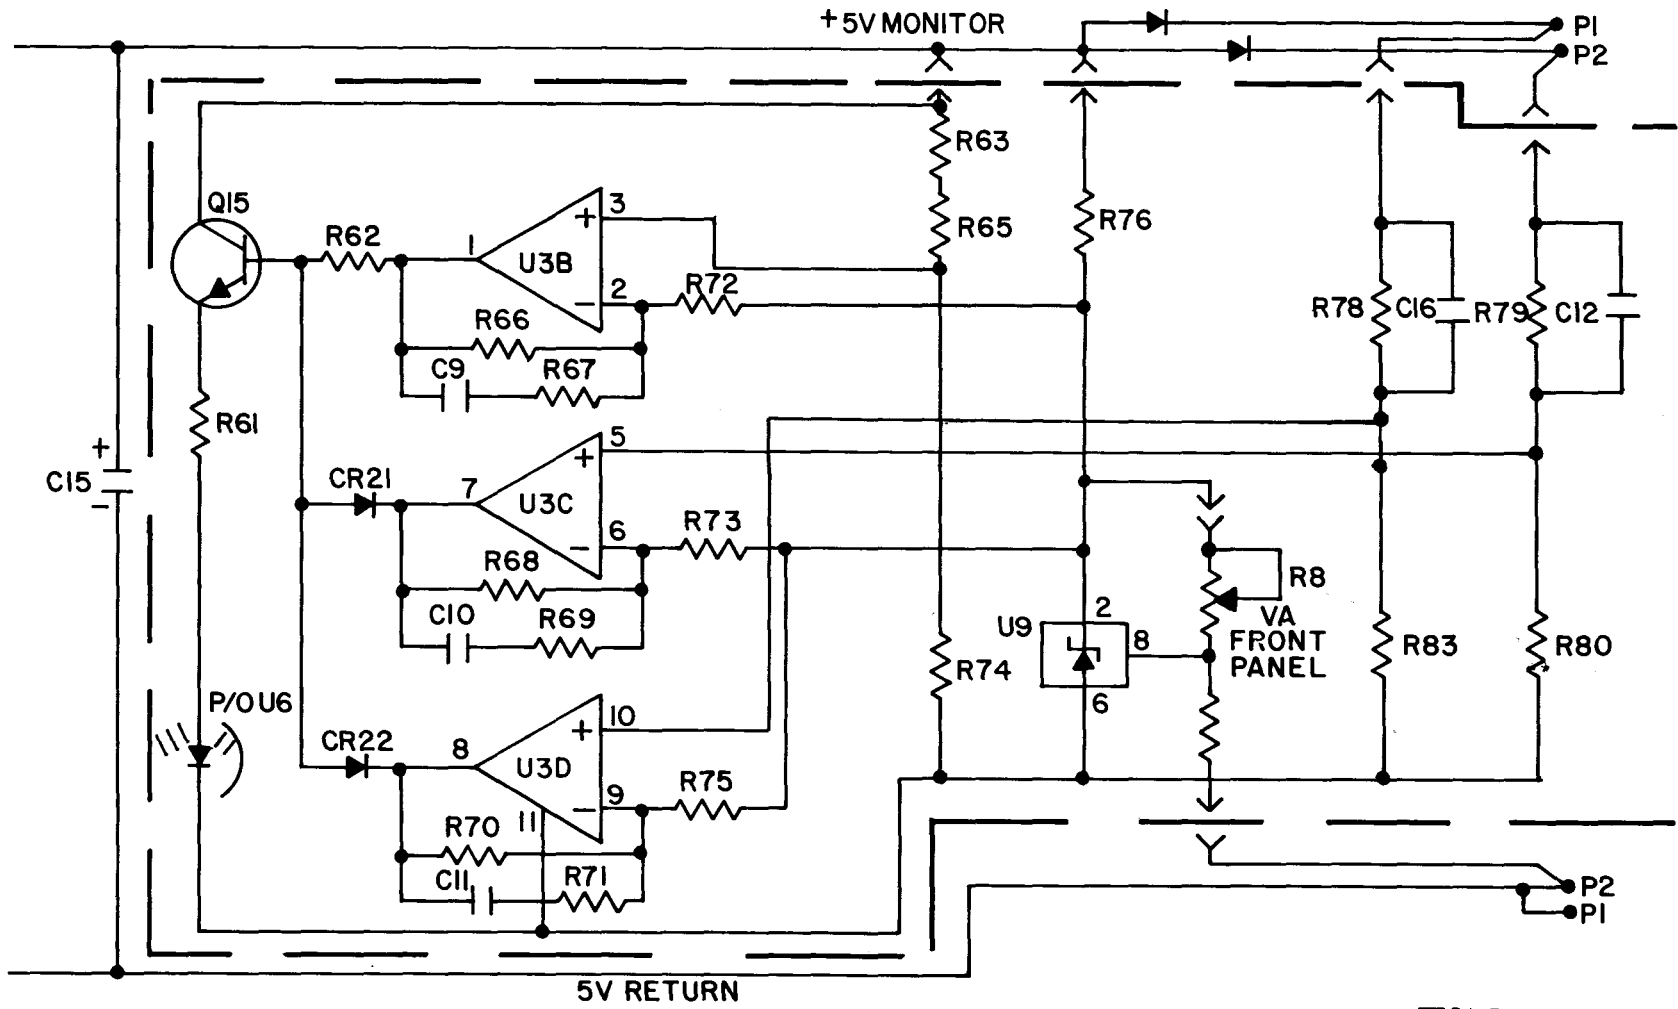 +5V MONITOR
P1
P2
R63
Q15
R62
1
U3B
+
3
-
2
R65
R76
R72
R66
C9
R67
R78
C16
R79
C12
R61
+
C15
-
CR21
7
U3C
+
5
-
6
R73
R68
C10
R69
U9
2
8
6
R8
VA
FRONT
PANEL
R83
R80
R74
P/O U6
CR22
8
U3D
+
10
-
9
11
R75
R70
C11
R71
P2
P1
5V RETURN